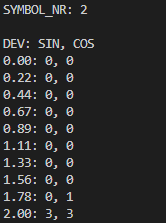 SYMBOL_NR: 2
DEV: SIN, COS
0.00: 0, 0
0.22: 0, 0
0.44: 0, 0
0.67: 0, 0
0.89: 0, 0
1.11: 0, 0
1.33: 0, 0
1.56: 0, 0
1.78: 0, 1
2.00: 3, 3